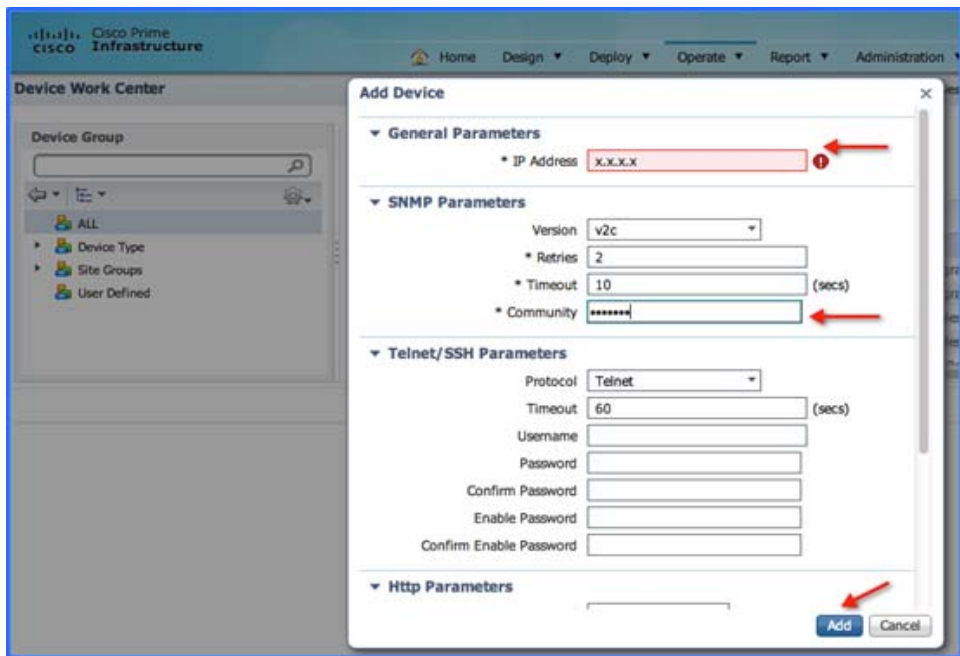 Cisco Prime
CISCO Infrastructure
Home Design Deploy Operate Report Administration
Device Work Center
Device Group
ALL
Device Type
Site Groups
User Defined
Add Device
General Parameters
* IP Address x.x.x.x
SNMP Parameters
Version v2c
* Retries 2
* Timeout 10 (secs)
* Community •••••••
Telnet/SSH Parameters
Protocol Telnet
Timeout 60 (secs)
Username
Password
Confirm Password
Enable Password
Confirm Enable Password
Http Parameters
Add Cancel